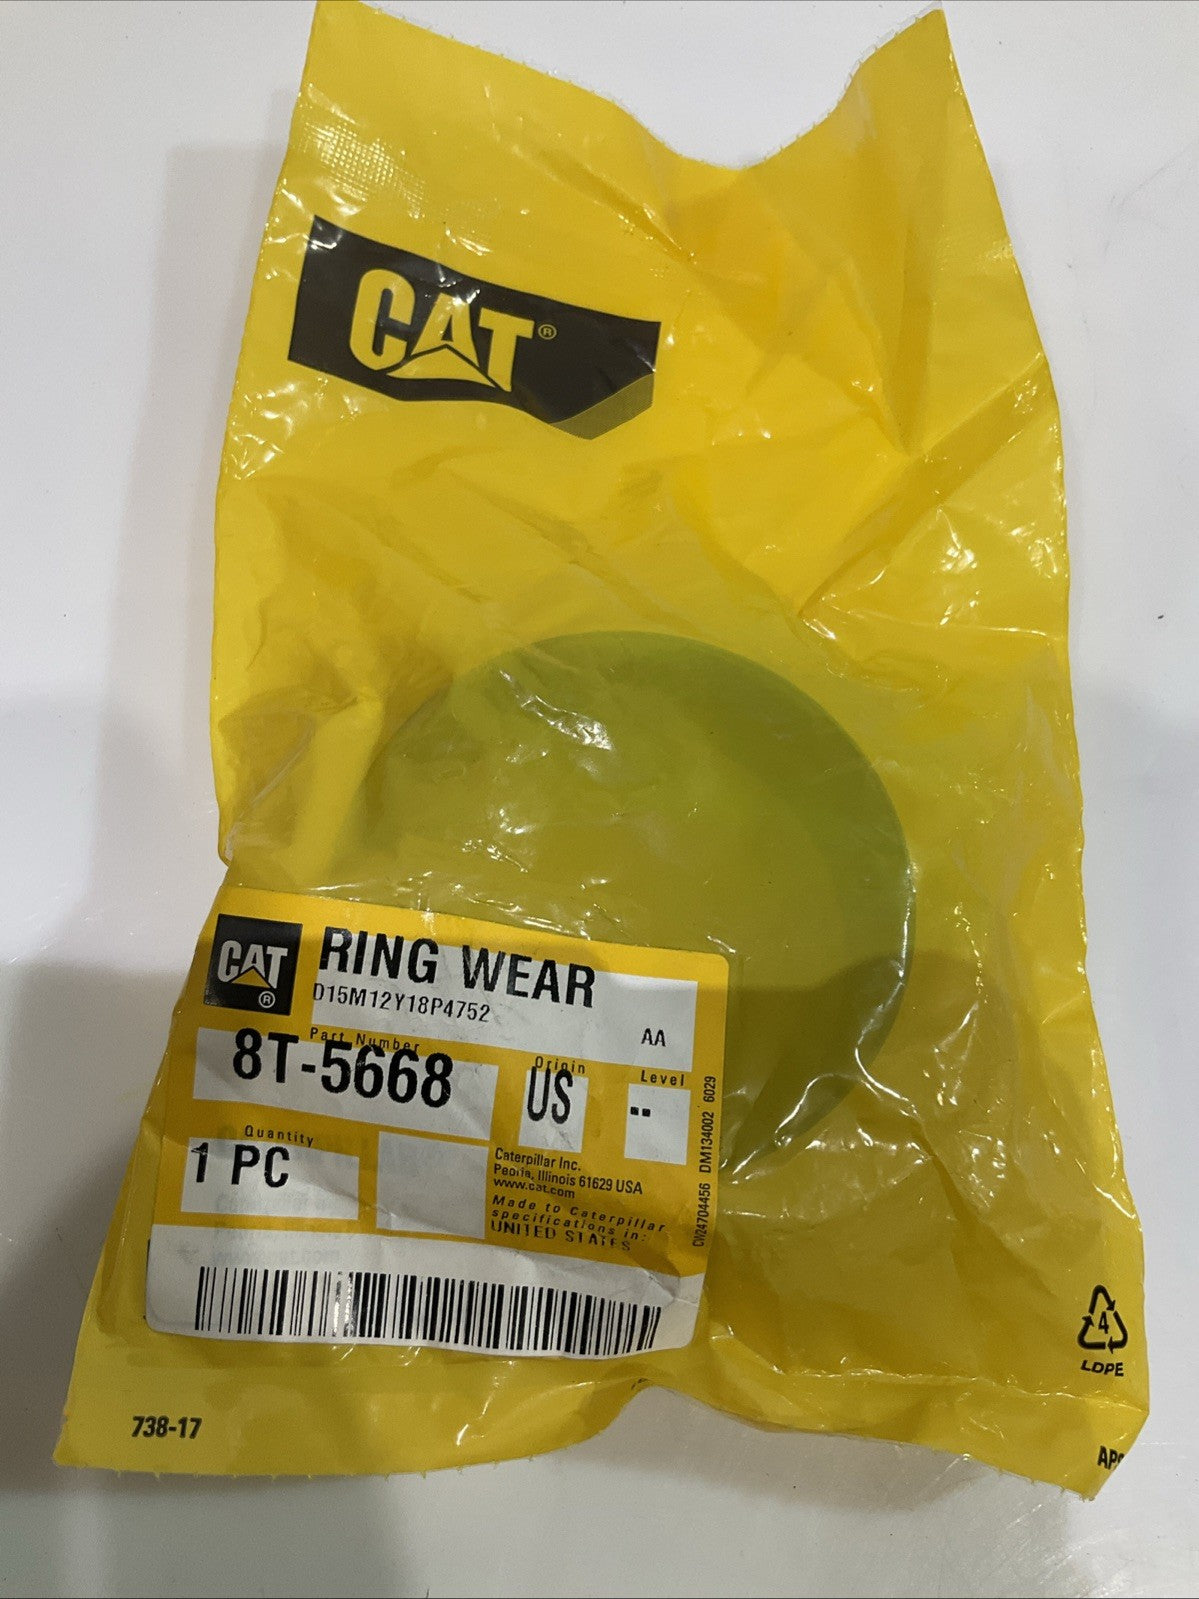 CAT®
CAT®
RING WEAR
D15M12Y18P4752
AA
Part Number
8T-5668
Origin
US
Level
--
Quantity
1 PC
Caterpillar Inc.
Peoria, Illinois 61629 USA
www.cat.com
Made to Caterpillar
specifications in:
UNITED STATES
CW24704456 DM134002 6029
4
LDPE
738-17